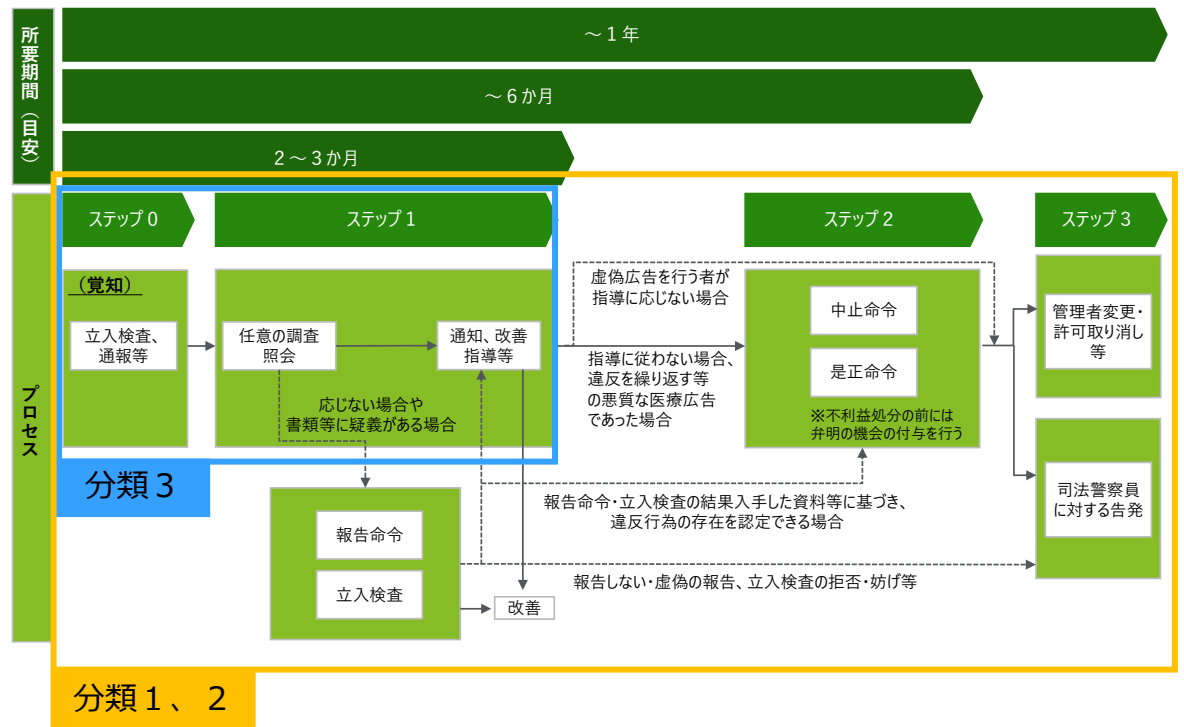 所要期間（目安）
～１年
～６か月
２～３か月
プロセス
ステップ０
ステップ１
ステップ２
ステップ３
（覚知）
立入検査、
通報等
任意の調査
照会
通知、改善
指導等
応じない場合や
書類等に疑義がある場合
虚偽広告を行う者が
指導に応じない場合
指導に従わない場合、
違反を繰り返す等
の悪質な医療広告
であった場合
中止命令
是正命令
※不利益処分の前には
弁明の機会の付与を行う
管理者変更・
許可取り消し
等
司法警察員
に対する告発
分類３
報告命令
立入検査
改善
報告命令・立入検査の結果入手した資料等に基づき、
違反行為の存在を認定できる場合
報告しない・虚偽の報告、立入検査の拒否・妨げ等
分類１、２